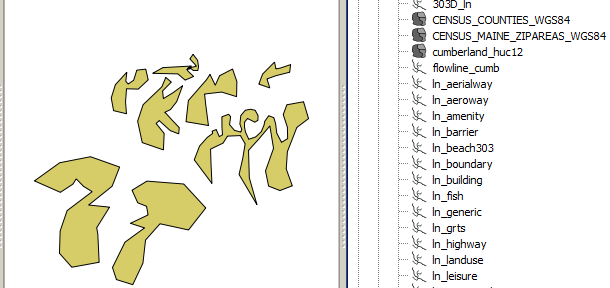 303D_ln
CENSUS_COUNTIES_WGS84
CENSUS_MAINE_ZIPAREAS_WGS84
cumberland_huc12
flowline_cumb
ln_aerialway
ln_aeroway
ln_amenity
ln_barrier
ln_beach303
ln_boundary
ln_building
ln_fish
ln_generic
ln_grts
ln_highway
ln_landuse
ln_leisure